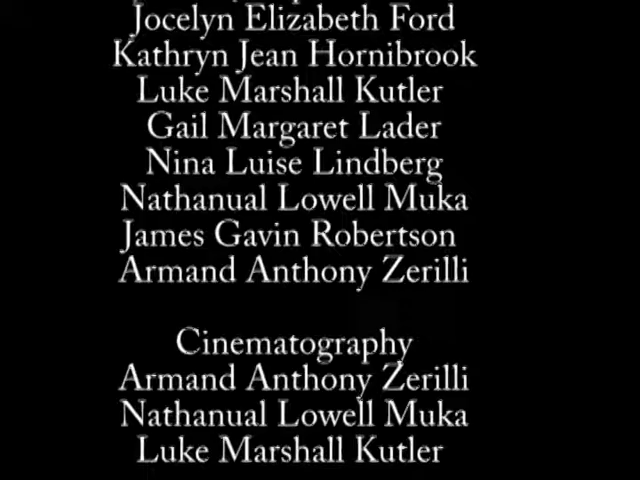 Jocelyn Elizabeth Ford
Kathryn Jean Hornibrook
Luke Marshall Kutler
Gail Margaret Lader
Nina Luise Lindberg
Nathanual Lowell Muka
James Gavin Robertson
Armand Anthony Zerilli
Cinematography
Armand Anthony Zerilli
Nathanual Lowell Muka
Luke Marshall Kutler